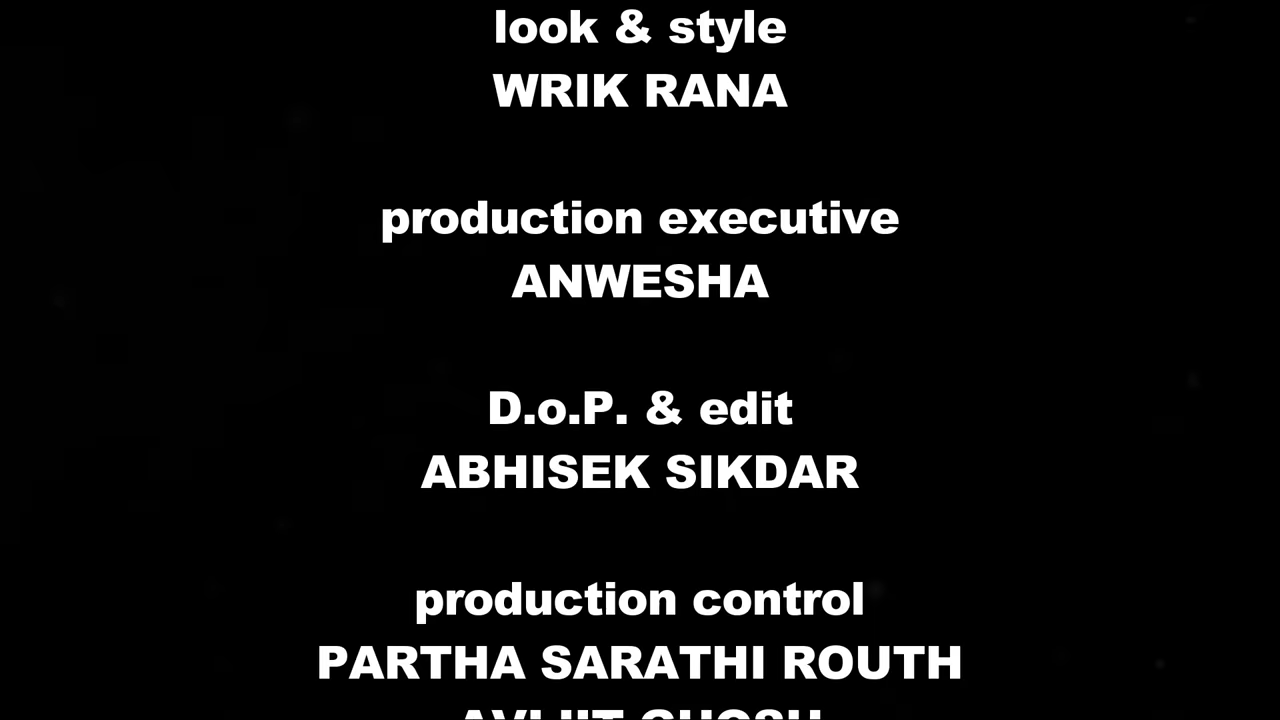 look & style
WRIK RANA
production executive
ANWESHA
D.o.P. & edit
ABHISEK SIKDAR
production control
PARTHA SARATHI ROUTH